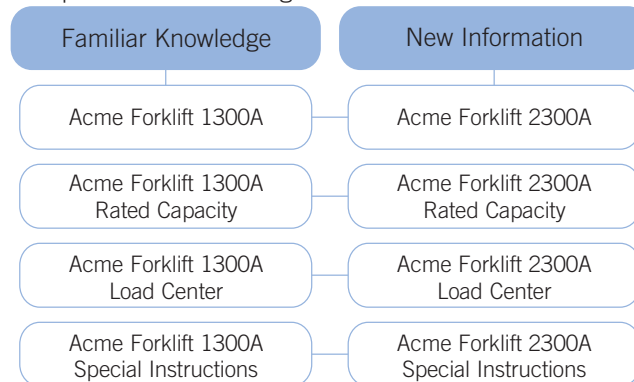 Familiar Knowledge
New Information
Acme Forklift 1300A
Acme Forklift 2300A
Acme Forklift 1300A
Rated Capacity
Acme Forklift 2300A
Rated Capacity
Acme Forklift 1300A
Load Center
Acme Forklift 2300A
Load Center
Acme Forklift 1300A
Special Instructions
Acme Forklift 2300A
Special Instructions